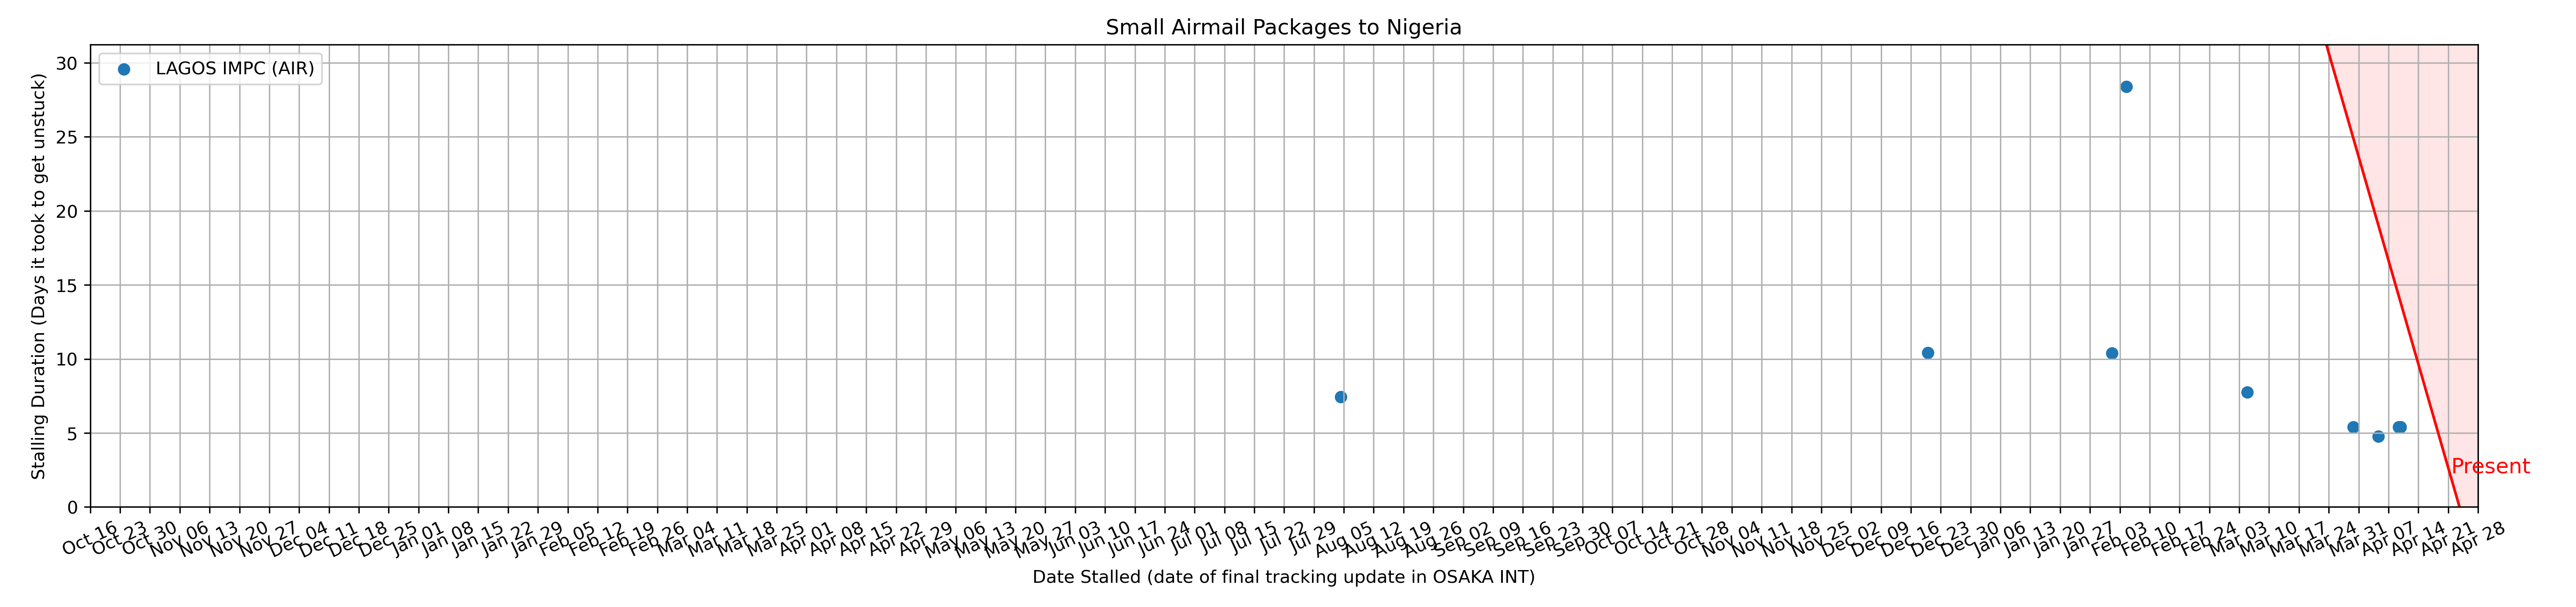 Small Airmail Packages to Nigeria
LAGOS IMPC (AIR)
Stalling Duration (Days it took to get unstuck)
30
25
20
15
10
5
0
Present
Oct 16
Oct 23
Oct 30
Nov 06
Nov 13
Nov 20
Nov 27
Dec 04
Dec 11
Dec 18
Dec 25
Jan 01
Jan 08
Jan 15
Jan 22
Jan 29
Feb 05
Feb 12
Feb 19
Feb 26
Mar 04
Mar 11
Mar 18
Mar 25
Apr 01
Apr 08
Apr 15
Apr 22
Apr 29
May 06
May 13
May 20
May 27
Jun 03
Jun 10
Jun 17
Jun 24
Jul 01
Jul 08
Jul 15
Jul 22
Jul 29
Aug 05
Aug 12
Aug 19
Aug 26
Sep 02
Sep 09
Sep 16
Sep 23
Sep 30
Oct 07
Oct 14
Oct 21
Oct 28
Nov 04
Nov 11
Nov 18
Nov 25
Dec 02
Dec 09
Dec 16
Dec 23
Dec 30
Jan 06
Jan 13
Jan 20
Jan 27
Feb 03
Feb 10
Feb 17
Feb 24
Mar 03
Mar 10
Mar 17
Mar 24
Mar 31
Apr 07
Apr 14
Apr 21
Apr 28
Date Stalled (date of final tracking update in OSAKA INT)